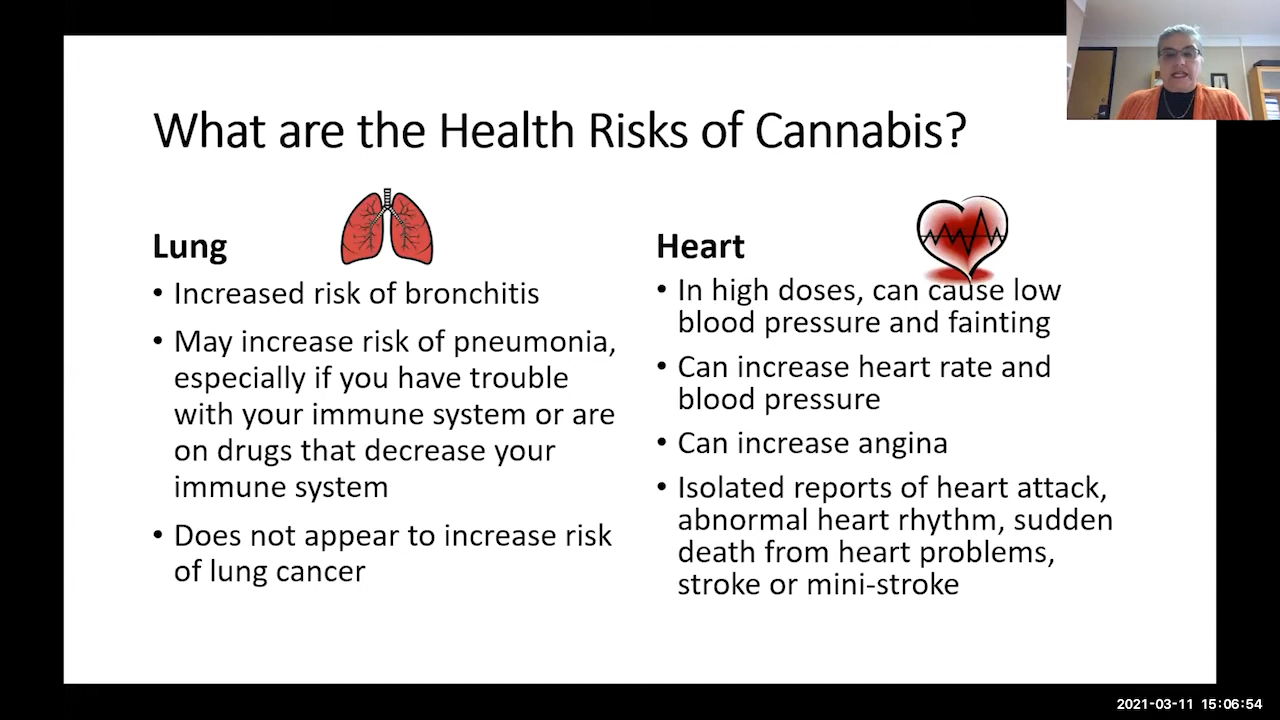 What are the Health Risks of Cannabis?
Lung
• Increased risk of bronchitis
• May increase risk of pneumonia,
especially if you have trouble
with your immune system or are
on drugs that decrease your
immune system
• Does not appear to increase risk
of lung cancer
Heart
• In high doses, can cause low
blood pressure and fainting
• Can increase heart rate and
blood pressure
• Can increase angina
• Isolated reports of heart attack,
abnormal heart rhythm, sudden
death from heart problems,
stroke or mini-stroke
2021-03-11 15:06:54